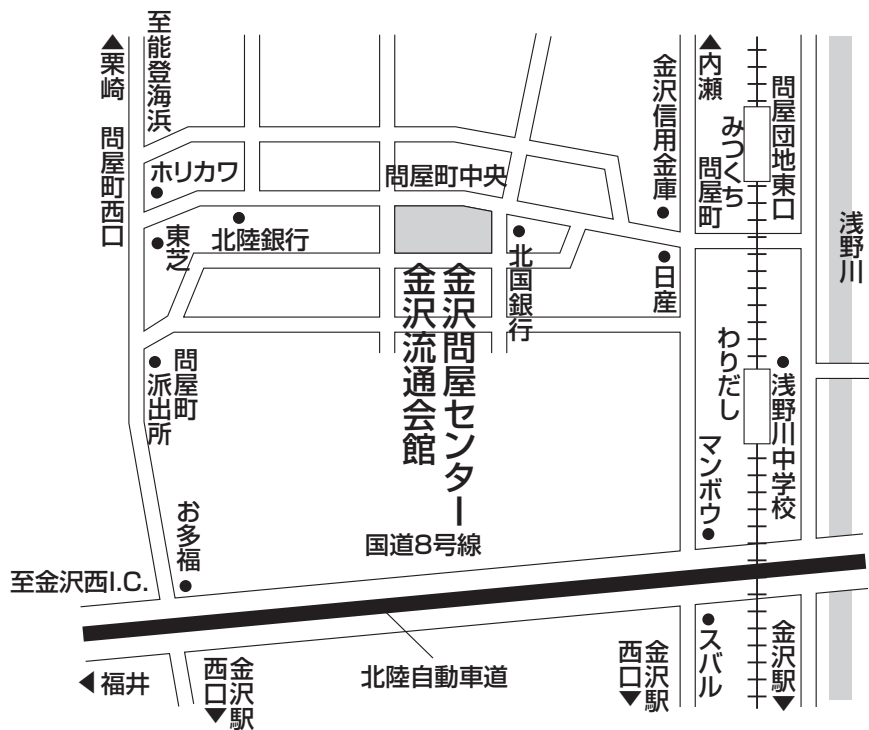 至能登海浜
▲栗崎
問屋町西口
ホリカワ
東芝
北陸銀行
問屋町中央
金沢問屋センター
金沢流通会館
北国銀行
金沢信用金庫
日産
▲内瀬
問屋町
みつくち
問屋団地東口
浅野川
わりだし
浅野川中学校
マンボウ
問屋町
派出所
お多福
国道8号線
至金沢西I.C.
北陸自動車道
◀福井
金沢駅
西口▼
金沢駅
西口▼
スバル
金沢駅▼